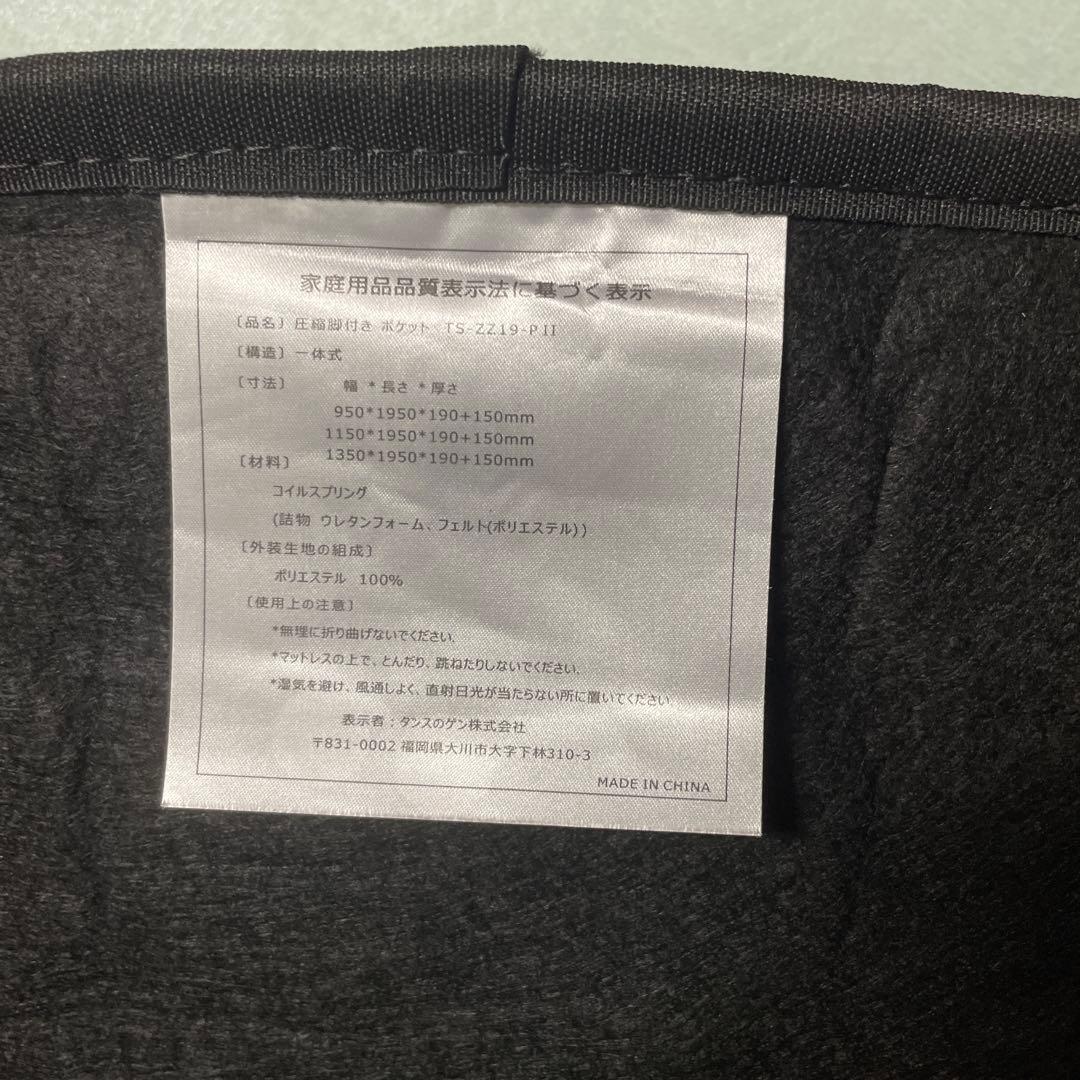 家庭用品品質表示法に基づく表示
〔品名〕圧縮脚付き ポケット TS-ZZ19-PII
〔構造〕一体式
〔寸法〕 幅 *長さ *厚さ
950*1950*190+150mm
1150*1950*190+150mm
1350*1950*190+150mm
〔材料〕
コイルスプリング
(詰物 ウレタンフォーム、フェルト(ポリエステル))
〔外装生地の組成〕
ポリエステル 100%
〔使用上の注意〕
*無理に折り曲げないでください.
*マットレスの上で、とんだり、跳ねたりしないでください.
*湿気を避け、風通しよく、直射日光が当たらない所に置いてください.
表示者：タンスのゲン株式会社
〒831-0002 福岡県大川市大字下林310-3
MADE IN CHINA